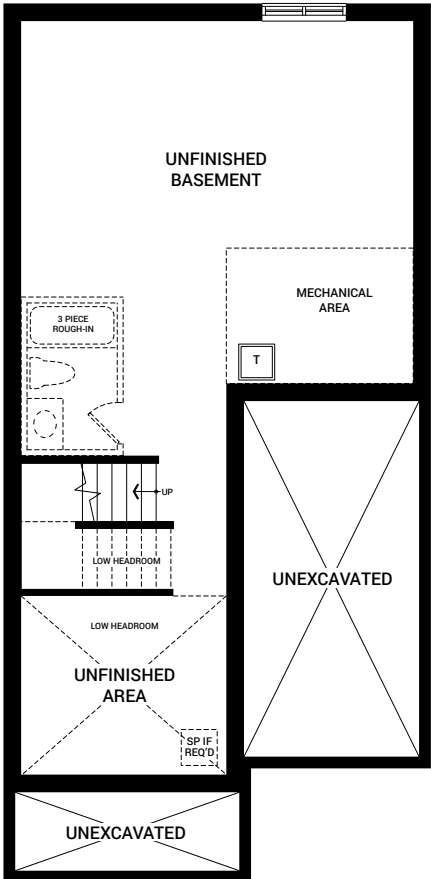 UNFINISHED
BASEMENT
MECHANICAL
AREA
3 PIECE
ROUGH-IN
T
UP
LOW HEADROOM
UNEXCAVATED
LOW HEADROOM
UNFINISHED
AREA
SP IF
REQ'D
UNEXCAVATED